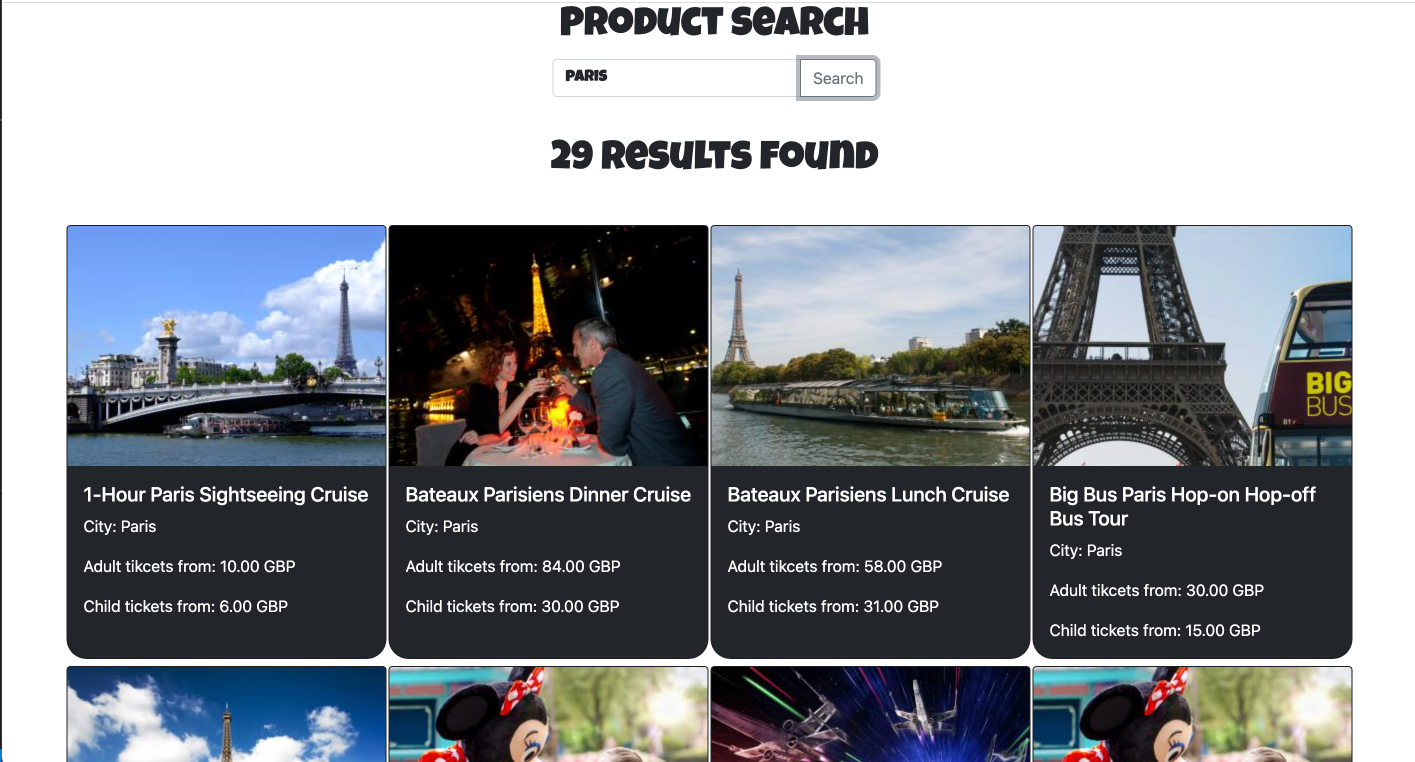 PRODUCT SEARCH
PARIS
Search
29 RESULTS FOUND
BIG
BUS
81 r
1-Hour Paris Sightseeing Cruise
City: Paris
Adult tikcets from: 10.00 GBP
Child tickets from: 6.00 GBP
Bateaux Parisiens Dinner Cruise
City: Paris
Adult tikcets from: 84.00 GBP
Child tickets from: 30.00 GBP
Bateaux Parisiens Lunch Cruise
City: Paris
Adult tikcets from: 58.00 GBP
Child tickets from: 31.00 GBP
Big Bus Paris Hop-on Hop-off
Bus Tour
City: Paris
Adult tikcets from: 30.00 GBP
Child tickets from: 15.00 GBP